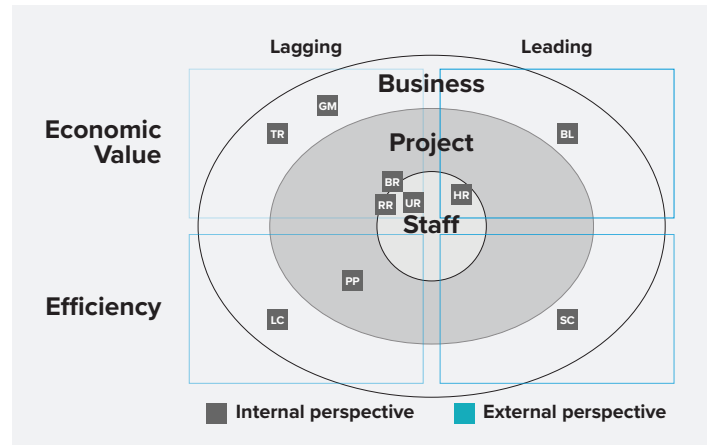 Lagging
Leading
Business
GM
Economic
Value
TR
BL
Project
BR
HR
RR
UR
Staff
PP
Efficiency
LC
SC
Internal perspective
External perspective